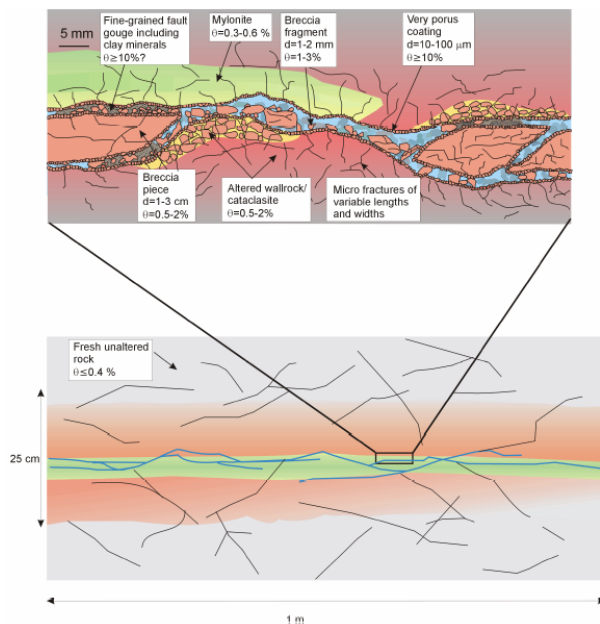 5 mm
Fine-grained fault
gouge including
clay minerals
θ≥10%?
Mylonite
θ=0.3-0.6 %
Breccia
fragment
d=1-2 mm
θ=1-3%
Very porus
coating
d=10-100 μm
θ≥10%
Breccia
piece
d=1-3 cm
θ=0.5-2%
Altered wallrock/
cataclasite
θ=0.5-2%
Micro fractures of
variable lengths
and widths
Fresh unaltered
rock
θ≤0.4 %
25 cm
1 m